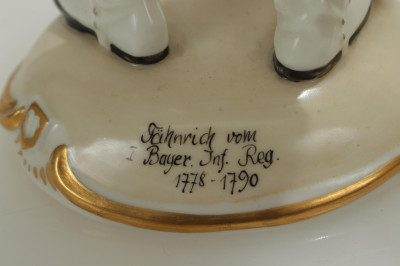 Fähnrich vom
I Bayer. Inf. Reg.
1778-1790